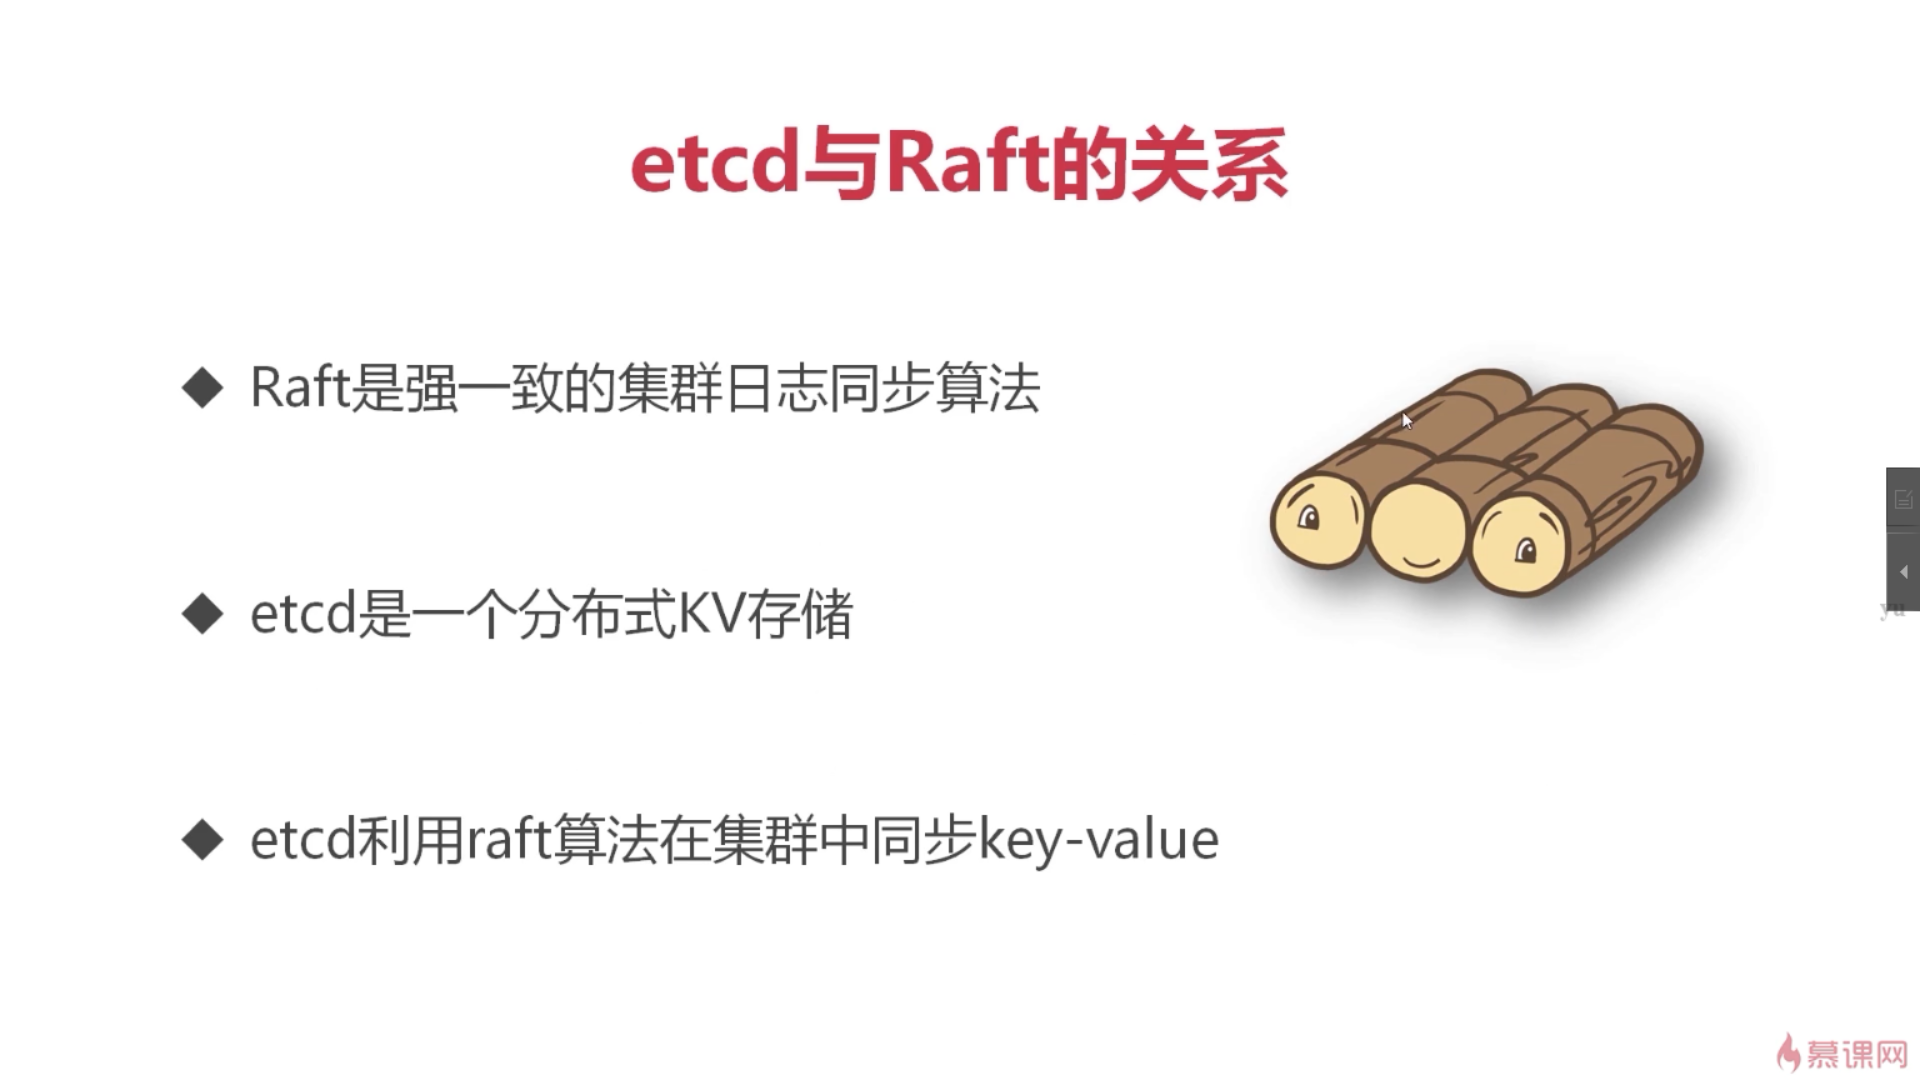 etcd与Raft的关系
Raft是强一致的集群日志同步算法
etcd是一个分布式KV存储
yu
etcd利用raft算法在集群中同步key-value
慕课网